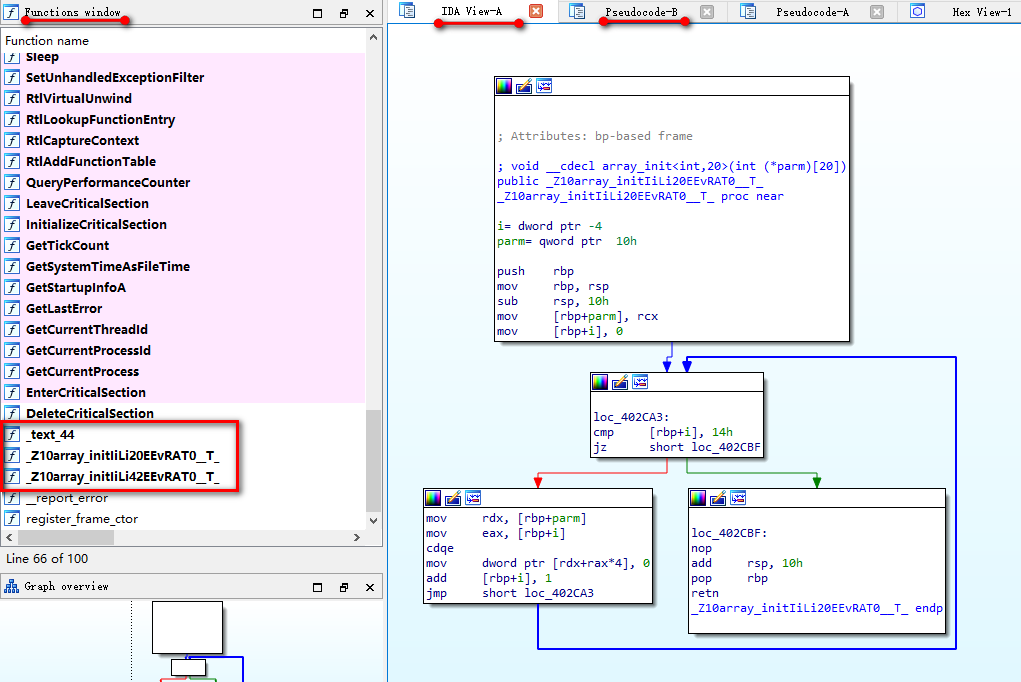 Functions window
IDA View-A
Pseudocode-B
Pseudocode-A
Hex View-1
Function name
Sleep
SetUnhandledExceptionFilter
RtlVirtualUnwind
RtlLookupFunctionEntry
RtlCaptureContext
RtlAddFunctionTable
QueryPerformanceCounter
LeaveCriticalSection
InitializeCriticalSection
GetTickCount
GetSystemTimeAsFileTime
GetStartupInfoA
GetLastError
GetCurrentThreadId
GetCurrentProcessId
GetCurrentProcess
EnterCriticalSection
DeleteCriticalSection
_text_44
_Z10array_initIiLi20EEvRAT0__T_
_Z10array_initIiLi42EEvRAT0__T_
__report_error
register_frame_ctor
Line 66 of 100
Graph overview
; Attributes: bp-based frame
; void __cdecl array_init<int,20>(int (*parm)[20])
public _Z10array_initIiLi20EEvRAT0__T_
_Z10array_initIiLi20EEvRAT0__T_ proc near
i= dword ptr -4
parm= qword ptr  10h
push    rbp
mov     rbp, rsp
sub     rsp, 10h
mov     [rbp+parm], rcx
mov     [rbp+i], 0
loc_402CA3:
cmp     [rbp+i], 14h
jz      short loc_402CBF
mov     rdx, [rbp+parm]
mov     eax, [rbp+i]
cdqe
mov     dword ptr [rdx+rax*4], 0
add     [rbp+i], 1
jmp     short loc_402CA3
loc_402CBF:
nop
add     rsp, 10h
pop     rbp
retn
_Z10array_initIiLi20EEvRAT0__T_ endp